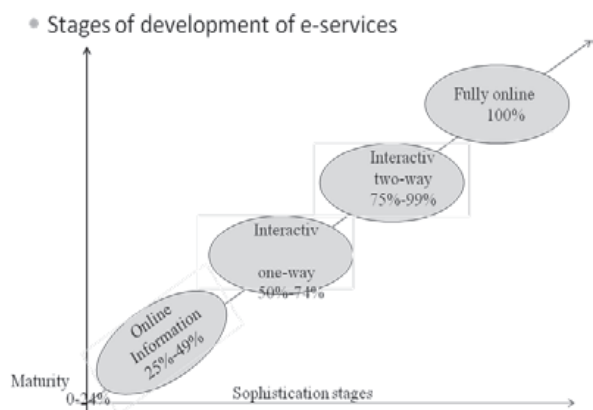 Stages of development of e-services
Fully online
100%
Interactiv
two-way
75%-99%
Interactiv
one-way
50%-74%
Online
Information
25%-49%
Maturity
0-24%
Sophistication stages